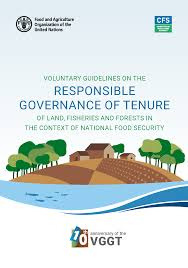 Food and Agriculture
Organization of the
United Nations
CFS
VOLUNTARY GUIDELINES ON THE
RESPONSIBLE
GOVERNANCE OF TENURE
OF LAND, FISHERIES AND FORESTS IN
THE CONTEXT OF NATIONAL FOOD SECURITY
10
anniversary of the
VGGT